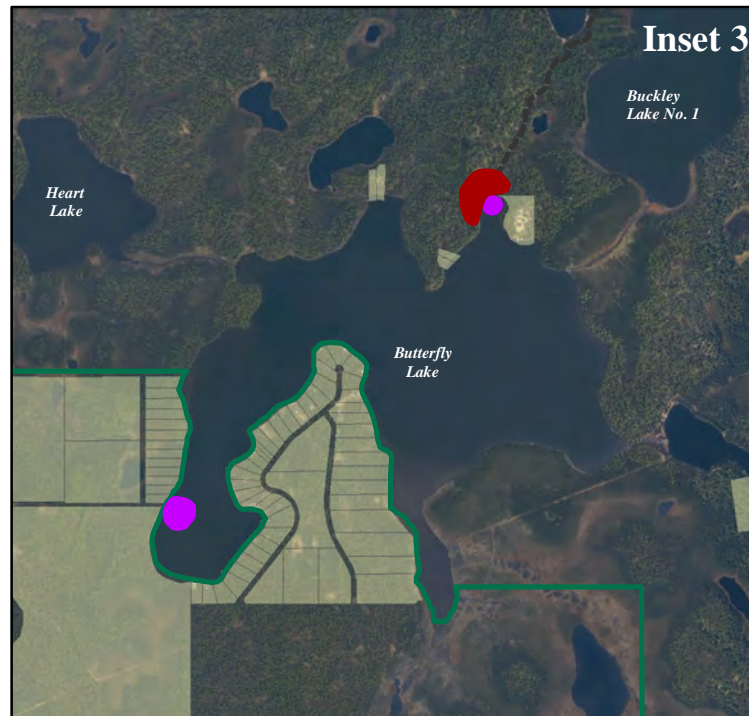 Inset 3
Buckley
Lake No. 1
Heart
Lake
Butterfly
Lake